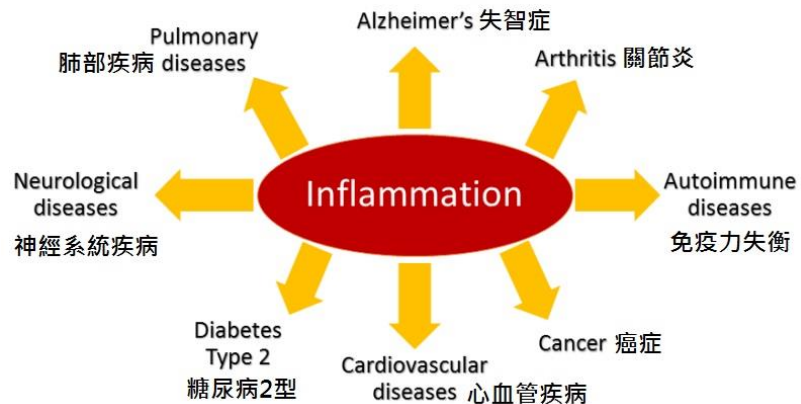 Alzheimer's 失智症
Pulmonary
肺部疾病 diseases
Arthritis 關節炎
Inflammation
Neurological
diseases
神經系統疾病
Autoimmune
diseases
免疫力失衡
Diabetes
Type 2
糖尿病2型
Cardiovascular
diseases 心血管疾病
Cancer 癌症